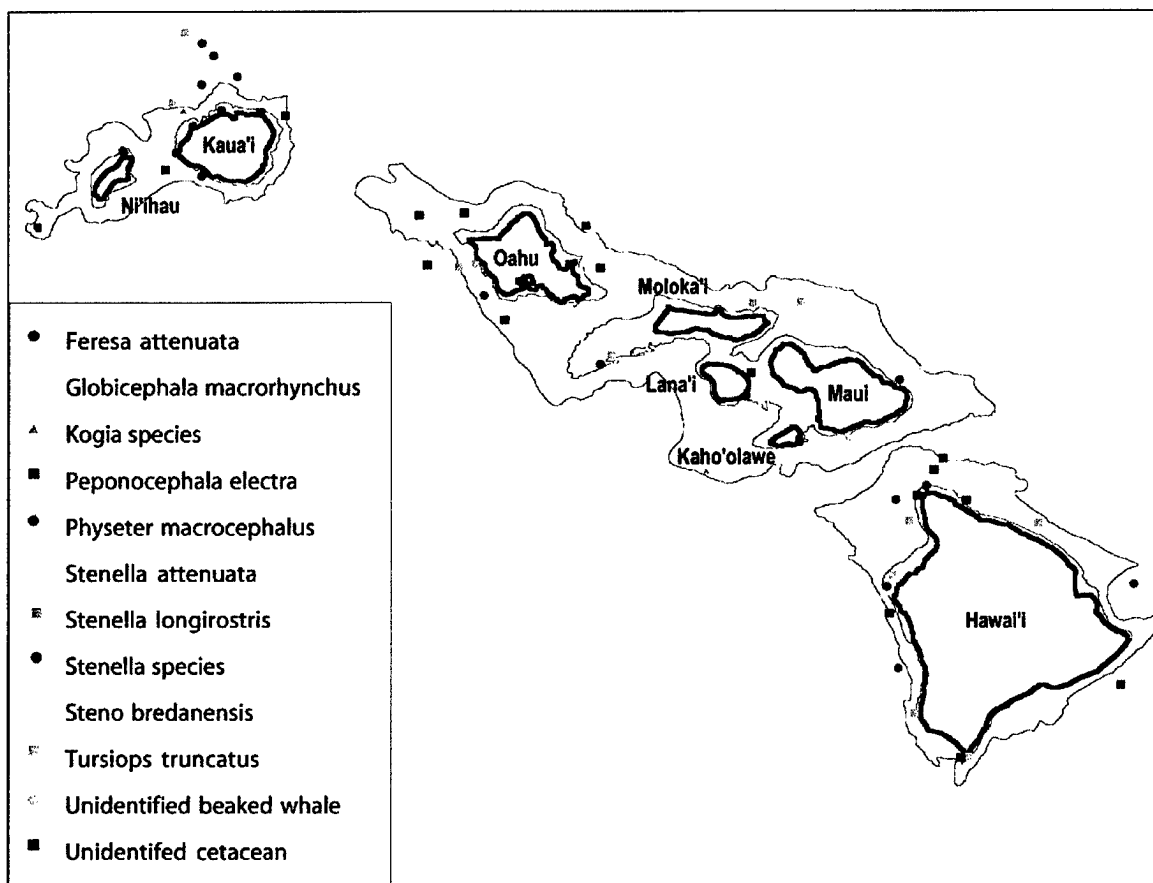 Kaua'i
Ni'ihau
Oahu
Moloka'i
Lana'i
Maui
Kaho'olawe
Hawai'i
Feresa attenuata
Globicephala macrorhynchus
Kogia species
Peponocephala electra
Physeter macrocephalus
Stenella attenuata
Stenella longirostris
Stenella species
Steno bredanensis
Tursiops truncatus
Unidentified beaked whale
Unidentifed cetacean